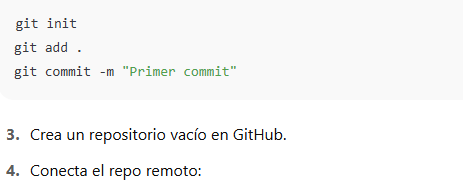 git init
git add .
git commit -m "Primer commit"
3. Crea un repositorio vacío en GitHub.
4. Conecta el repo remoto: